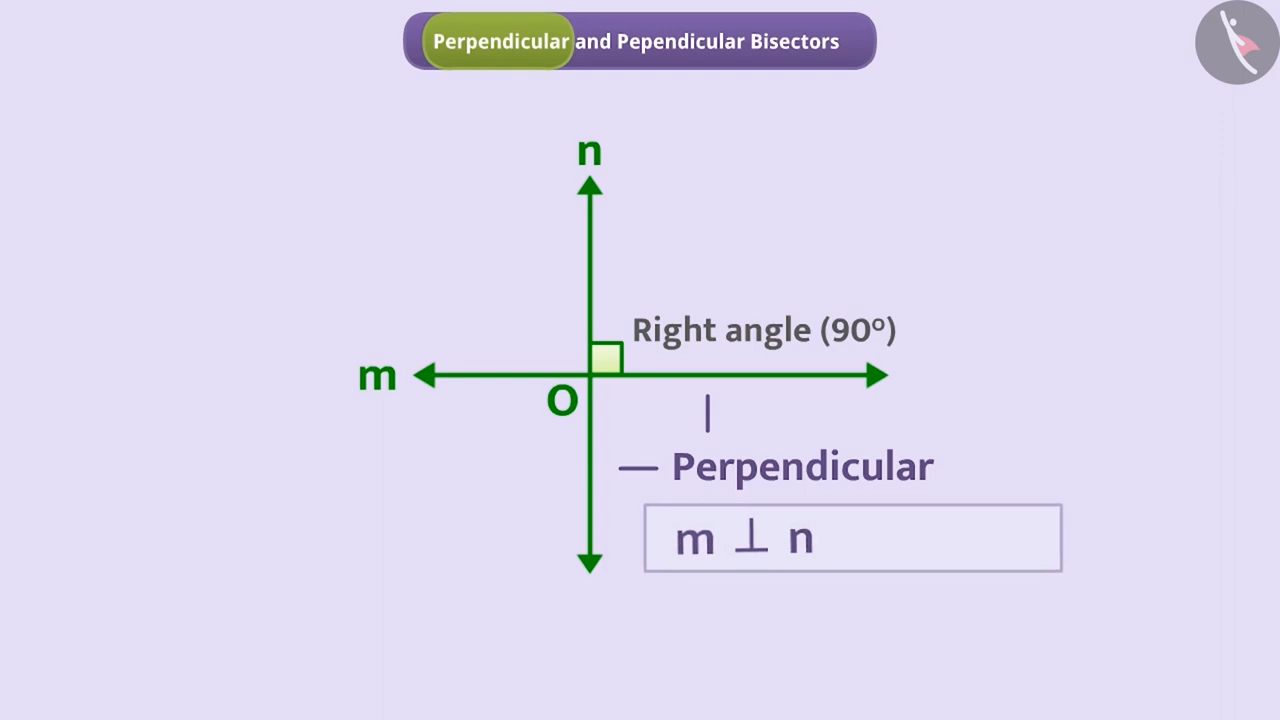 Perpendicular and Pependicular Bisectors
n
Right angle (90º)
m
O
Perpendicular
m ⊥ n